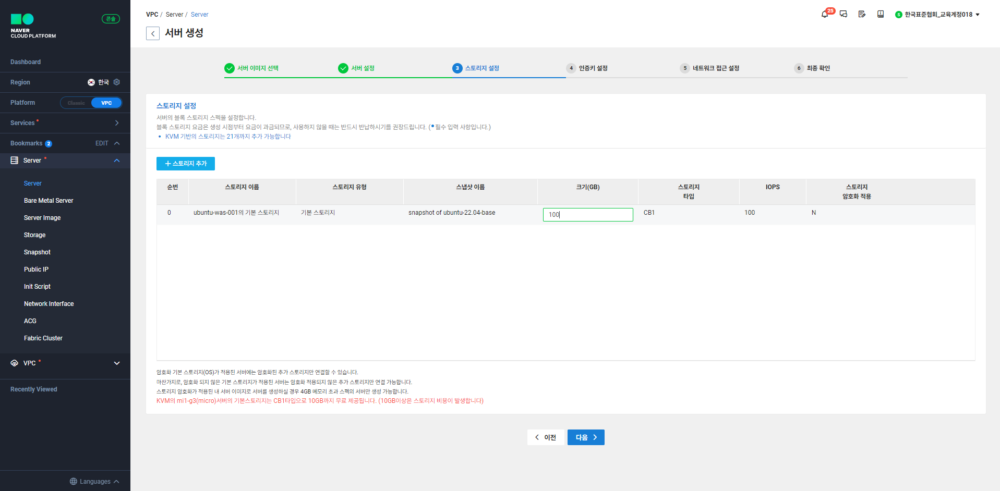 NAVER
CLOUD PLATFORM
콘솔
Dashboard
Region 한국
Platform Classic VPC
Services
Bookmarks 2 EDIT
Server
Server
Bare Metal Server
Server Image
Storage
Snapshot
Public IP
Init Script
Network Interface
ACG
Fabric Cluster
VPC
Recently Viewed
Languages
VPC / Server / Server
25
S 한국표준협회_교육계정018
서버 생성
서버 이미지 선택
서버 설정
3 스토리지 설정
4 인증키 설정
5 네트워크 접근 설정
6 최종 확인
스토리지 설정
서버의 블록 스토리지 스펙을 설정합니다.
블록 스토리지 요금은 생성 시점부터 요금이 과금되므로, 사용하지 않을 때는 반드시 반납하시기를 권장드립니다. (•필수 입력 사항입니다.)
• KVM 기반의 스토리지는 21개까지 추가 가능합니다
+ 스토리지 추가
순번 스토리지 이름 스토리지 유형 스냅샷 이름 크기(GB) 스토리지 타입 IOPS 스토리지 암호화 적용
0 ubuntu-was-001의 기본 스토리지 기본 스토리지 snapshot of ubuntu-22.04-base 100 CB1 100 N
암호화 기본 스토리지(OS)가 적용된 서버에는 암호화된 추가 스토리지만 연결할 수 있습니다.
마찬가지로, 암호화 되지 않은 기본 스토리지가 적용된 서버는 암호화 적용되지 않은 추가 스토리지만 연결 가능합니다.
스토리지 암호화가 적용된 내 서버 이미지로 서버를 생성하실 경우 4GB 메모리 초과 스펙의 서버만 생성 가능합니다.
KVM의 mi1-g3(micro)서버의 기본스토리지는 CB1타입으로 10GB까지 무료 제공됩니다. (10GB이상은 스토리지 비용이 발생합니다)
이전
다음